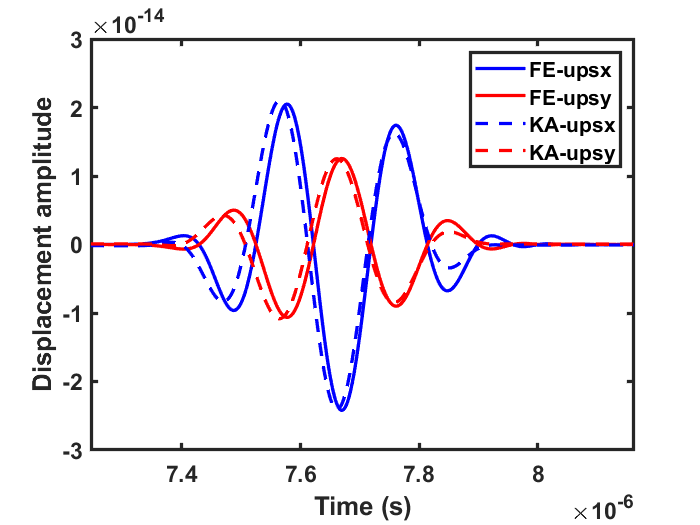 ×10-14
3
2
1
0
-1
-2
-3
Displacement amplitude
FE-upsx
FE-upsy
KA-upsx
KA-upsy
7.4 7.6 7.8 8
Time (s)
×10-6